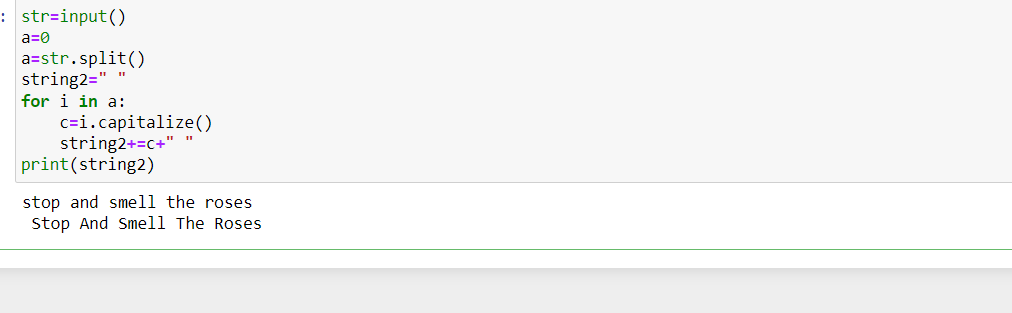 : str=input()
a=0
a=str.split()
string2=" "
for i in a:
    c=i.capitalize()
    string2+=c+" "
print(string2)
stop and smell the roses
 Stop And Smell The Roses